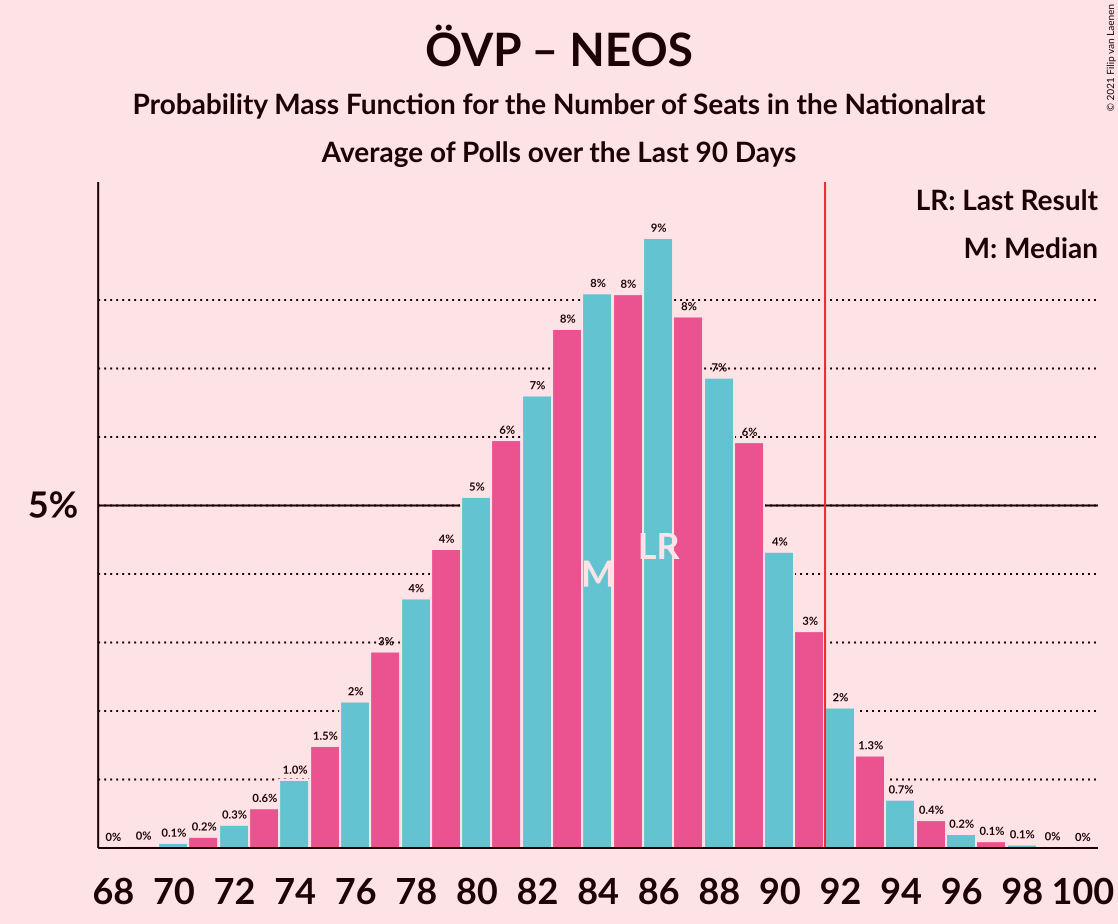 ÖVP – NEOS
Probability Mass Function for the Number of Seats in the Nationalrat
Average of Polls over the Last 90 Days
© 2021 Filip van Laenen
LR: Last Result
M: Median
5%
0% 0% 0.1% 0.2% 0.3% 0.6% 1.0% 1.5% 2% 3% 4% 4% 5% 6% 7% 8% 8% 8% 9% 8% 7% 6% 4% 3% 2% 1.3% 0.7% 0.4% 0.2% 0.1% 0.1% 0% 0%
M LR
68 70 72 74 76 78 80 82 84 86 88 90 92 94 96 98 100